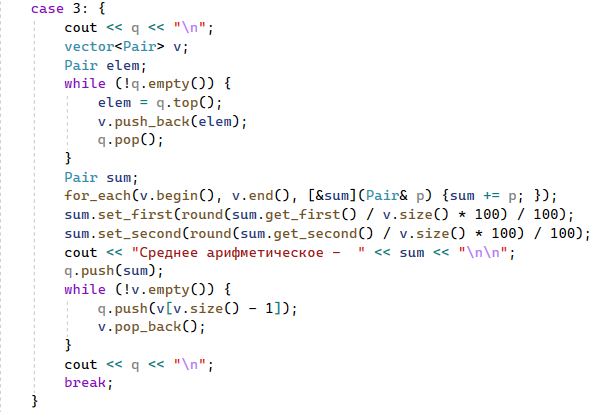 case 3: {
cout << q << "\n";
vector<Pair> v;
Pair elem;
while (!q.empty()) {
elem = q.top();
v.push_back(elem);
q.pop();
}
Pair sum;
for_each(v.begin(), v.end(), [&sum](Pair& p) {sum += p; });
sum.set_first(round(sum.get_first() / v.size() * 100) / 100);
sum.set_second(round(sum.get_second() / v.size() * 100) / 100);
cout << "Среднее арифметическое -  " << sum << "\n\n";
q.push(sum);
while (!v.empty()) {
q.push(v[v.size() - 1]);
v.pop_back();
}
cout << q << "\n";
break;
}